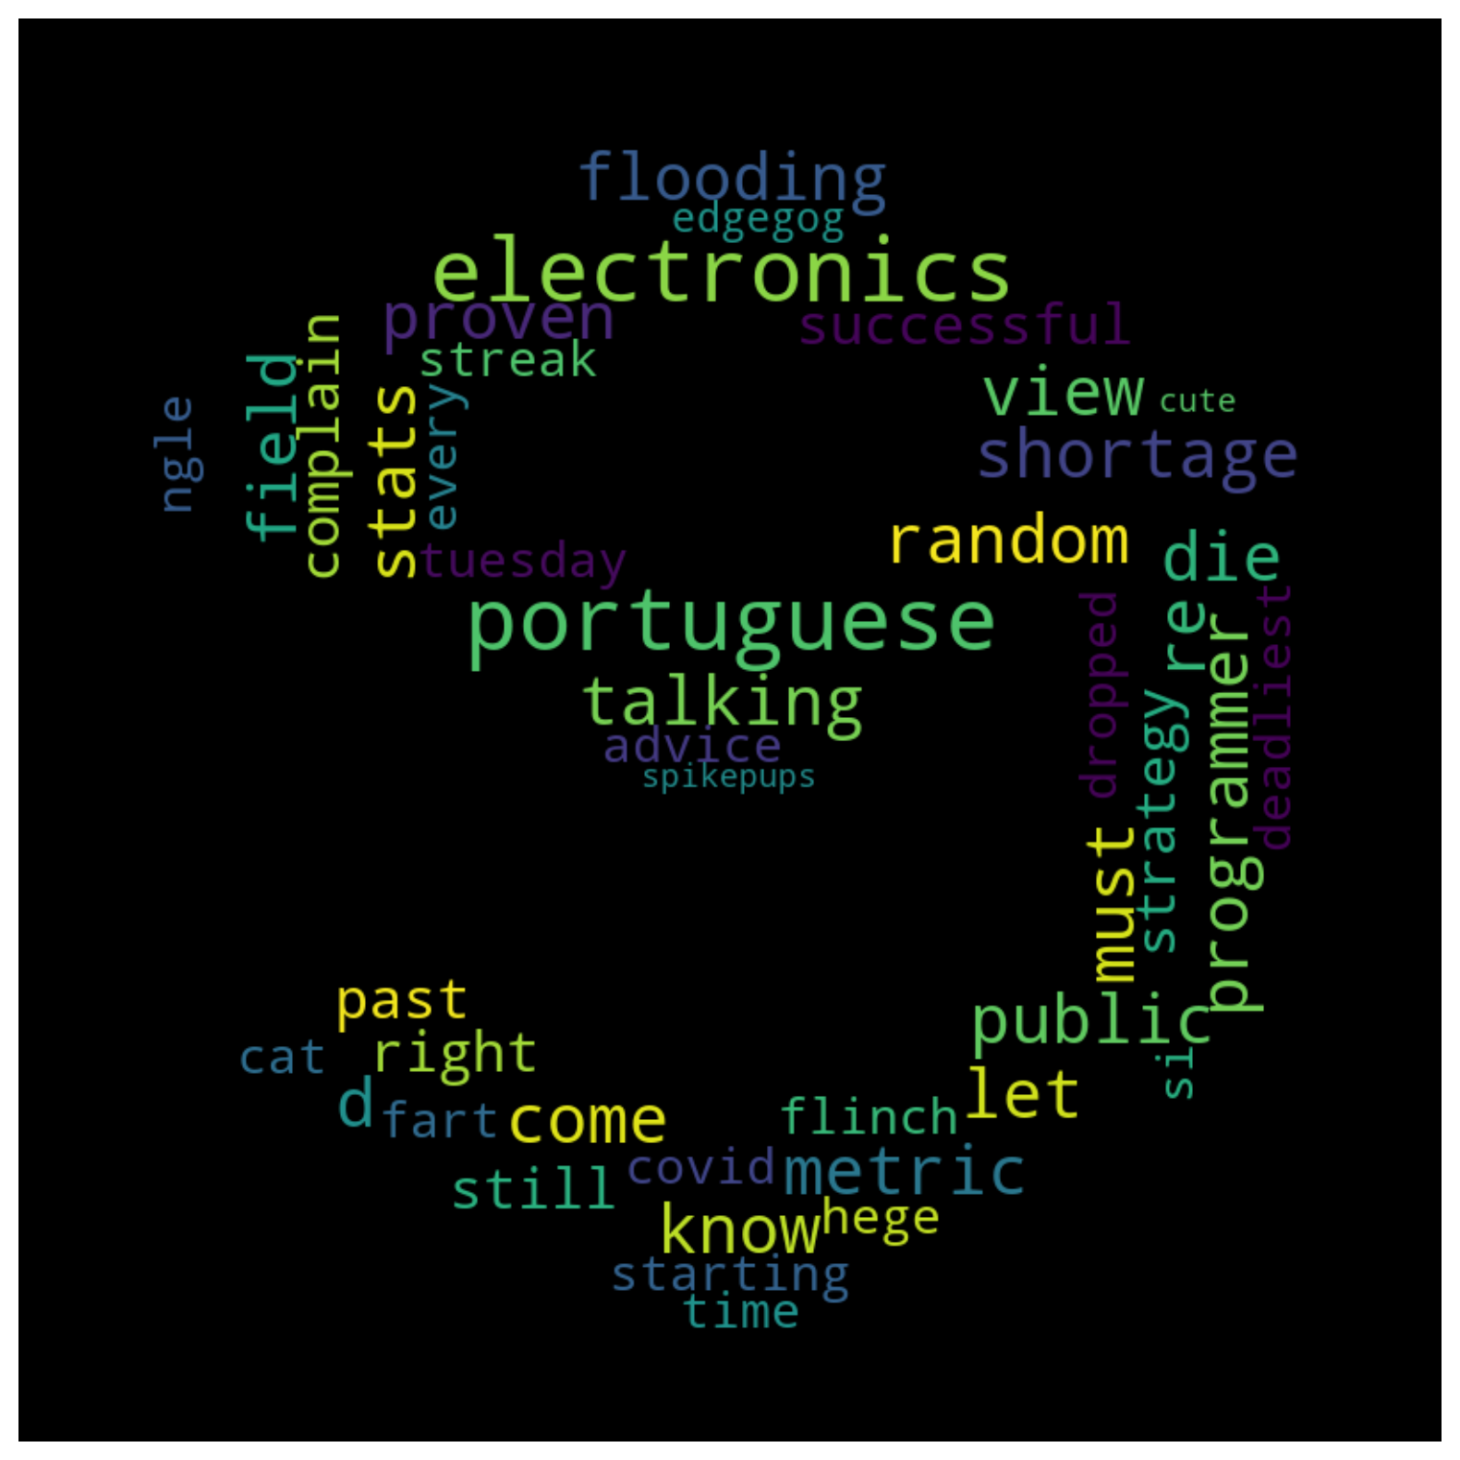 flooding
edgegog
electronics
proven
successful
streak
complain
field
stats
every
ngle
view
cute
shortage
random
die
tuesday
portuguese
dropped
re
programmer
deadliest
talking
strategy
advice
spikepups
must
past
public
cat
right
si
let
d
fart
come
flinch
covid
metric
still
know
hege
starting
time